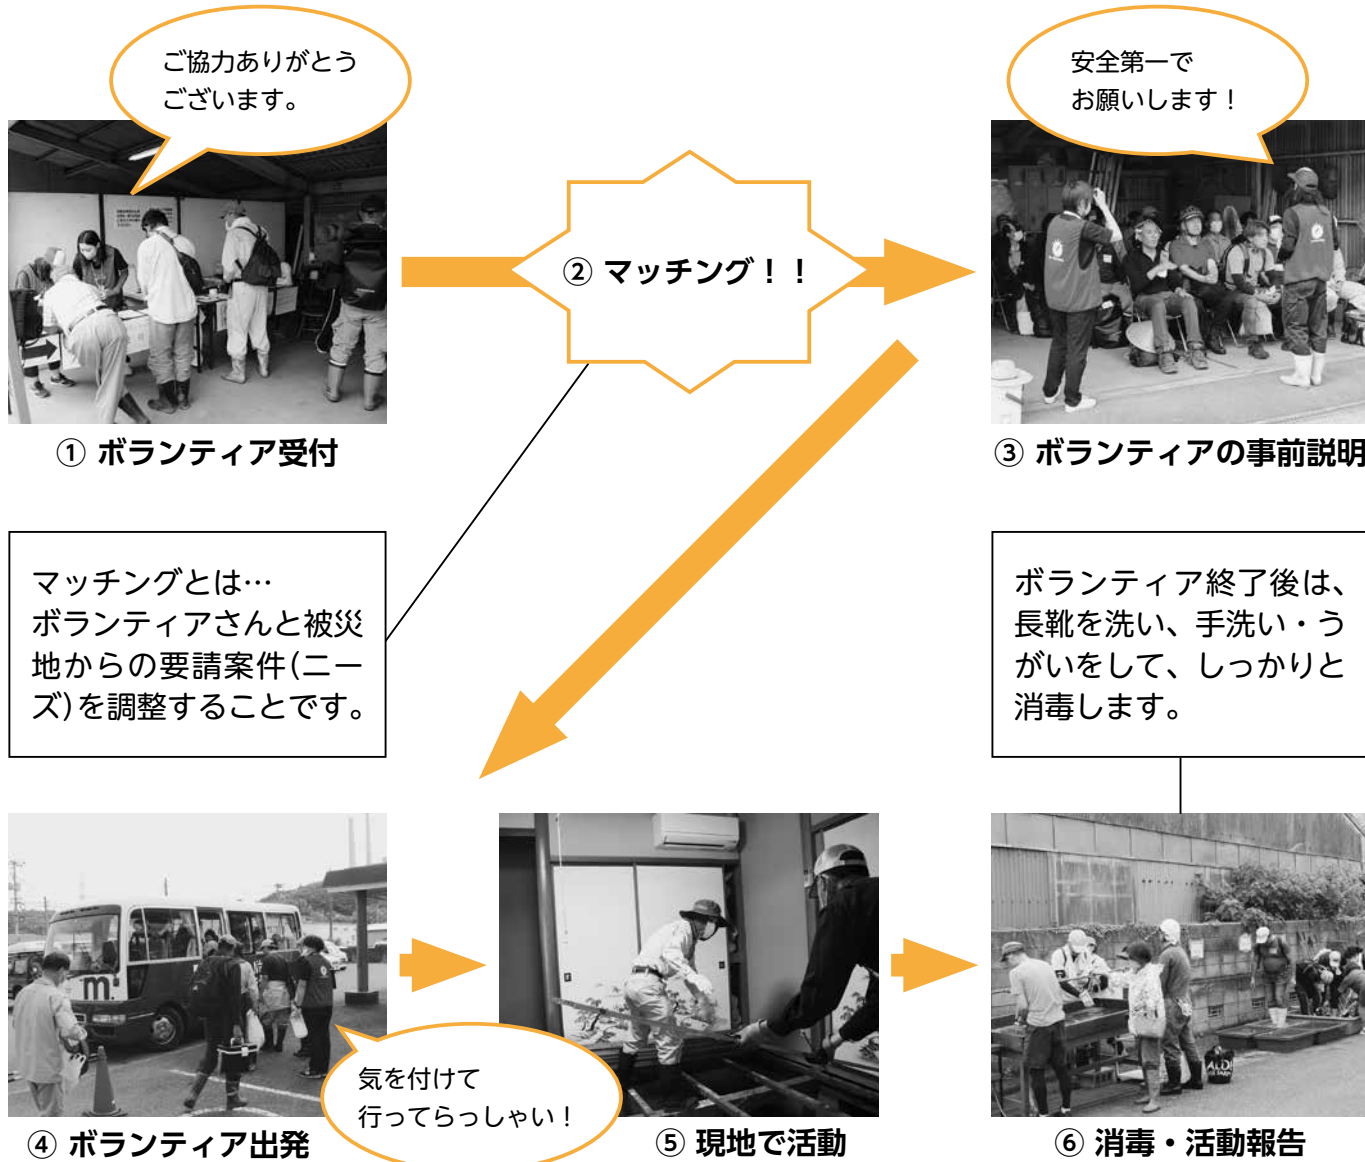 ご協力ありがとう
ございます。
安全第一で
お願いします！
② マッチング！！
① ボランティア受付
③ ボランティアの事前説明
マッチングとは…
ボランティアさんと被災
地からの要請案件(ニー
ズ)を調整することです。
ボランティア終了後は、
長靴を洗い、手洗い・う
がいをして、しっかりと
消毒します。
m.
気を付けて
行ってらっしゃい！
④ ボランティア出発
⑤ 現地で活動
⑥ 消毒・活動報告